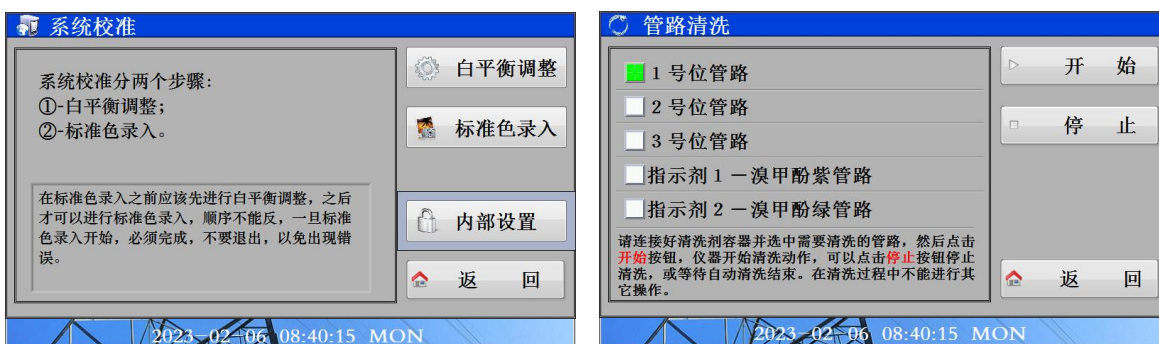 系统校准
系统校准分两个步骤：
①-白平衡调整；
②-标准色录入。
在标准色录入之前应该先进行白平衡调整，之后
才可以进行标准色录入，顺序不能反，一旦标准
色录入开始，必须完成，不要退出，以免出现错
误。
白平衡调整
标准色录入
内部设置
返 回
2023-02-06 08:40:15 MON
管路清洗
1号位管路
2号位管路
3号位管路
指示剂1－溴甲酚紫管路
指示剂2－溴甲酚绿管路
请连接好清洗剂容器并选中需要清洗的管路，然后点击
开始按钮，仪器开始清洗动作，可以点击停止按钮停止
清洗，或等待自动清洗结束。在清洗过程中不能进行其
它操作。
开 始
停 止
返 回
2023-02-06 08:40:15 MON